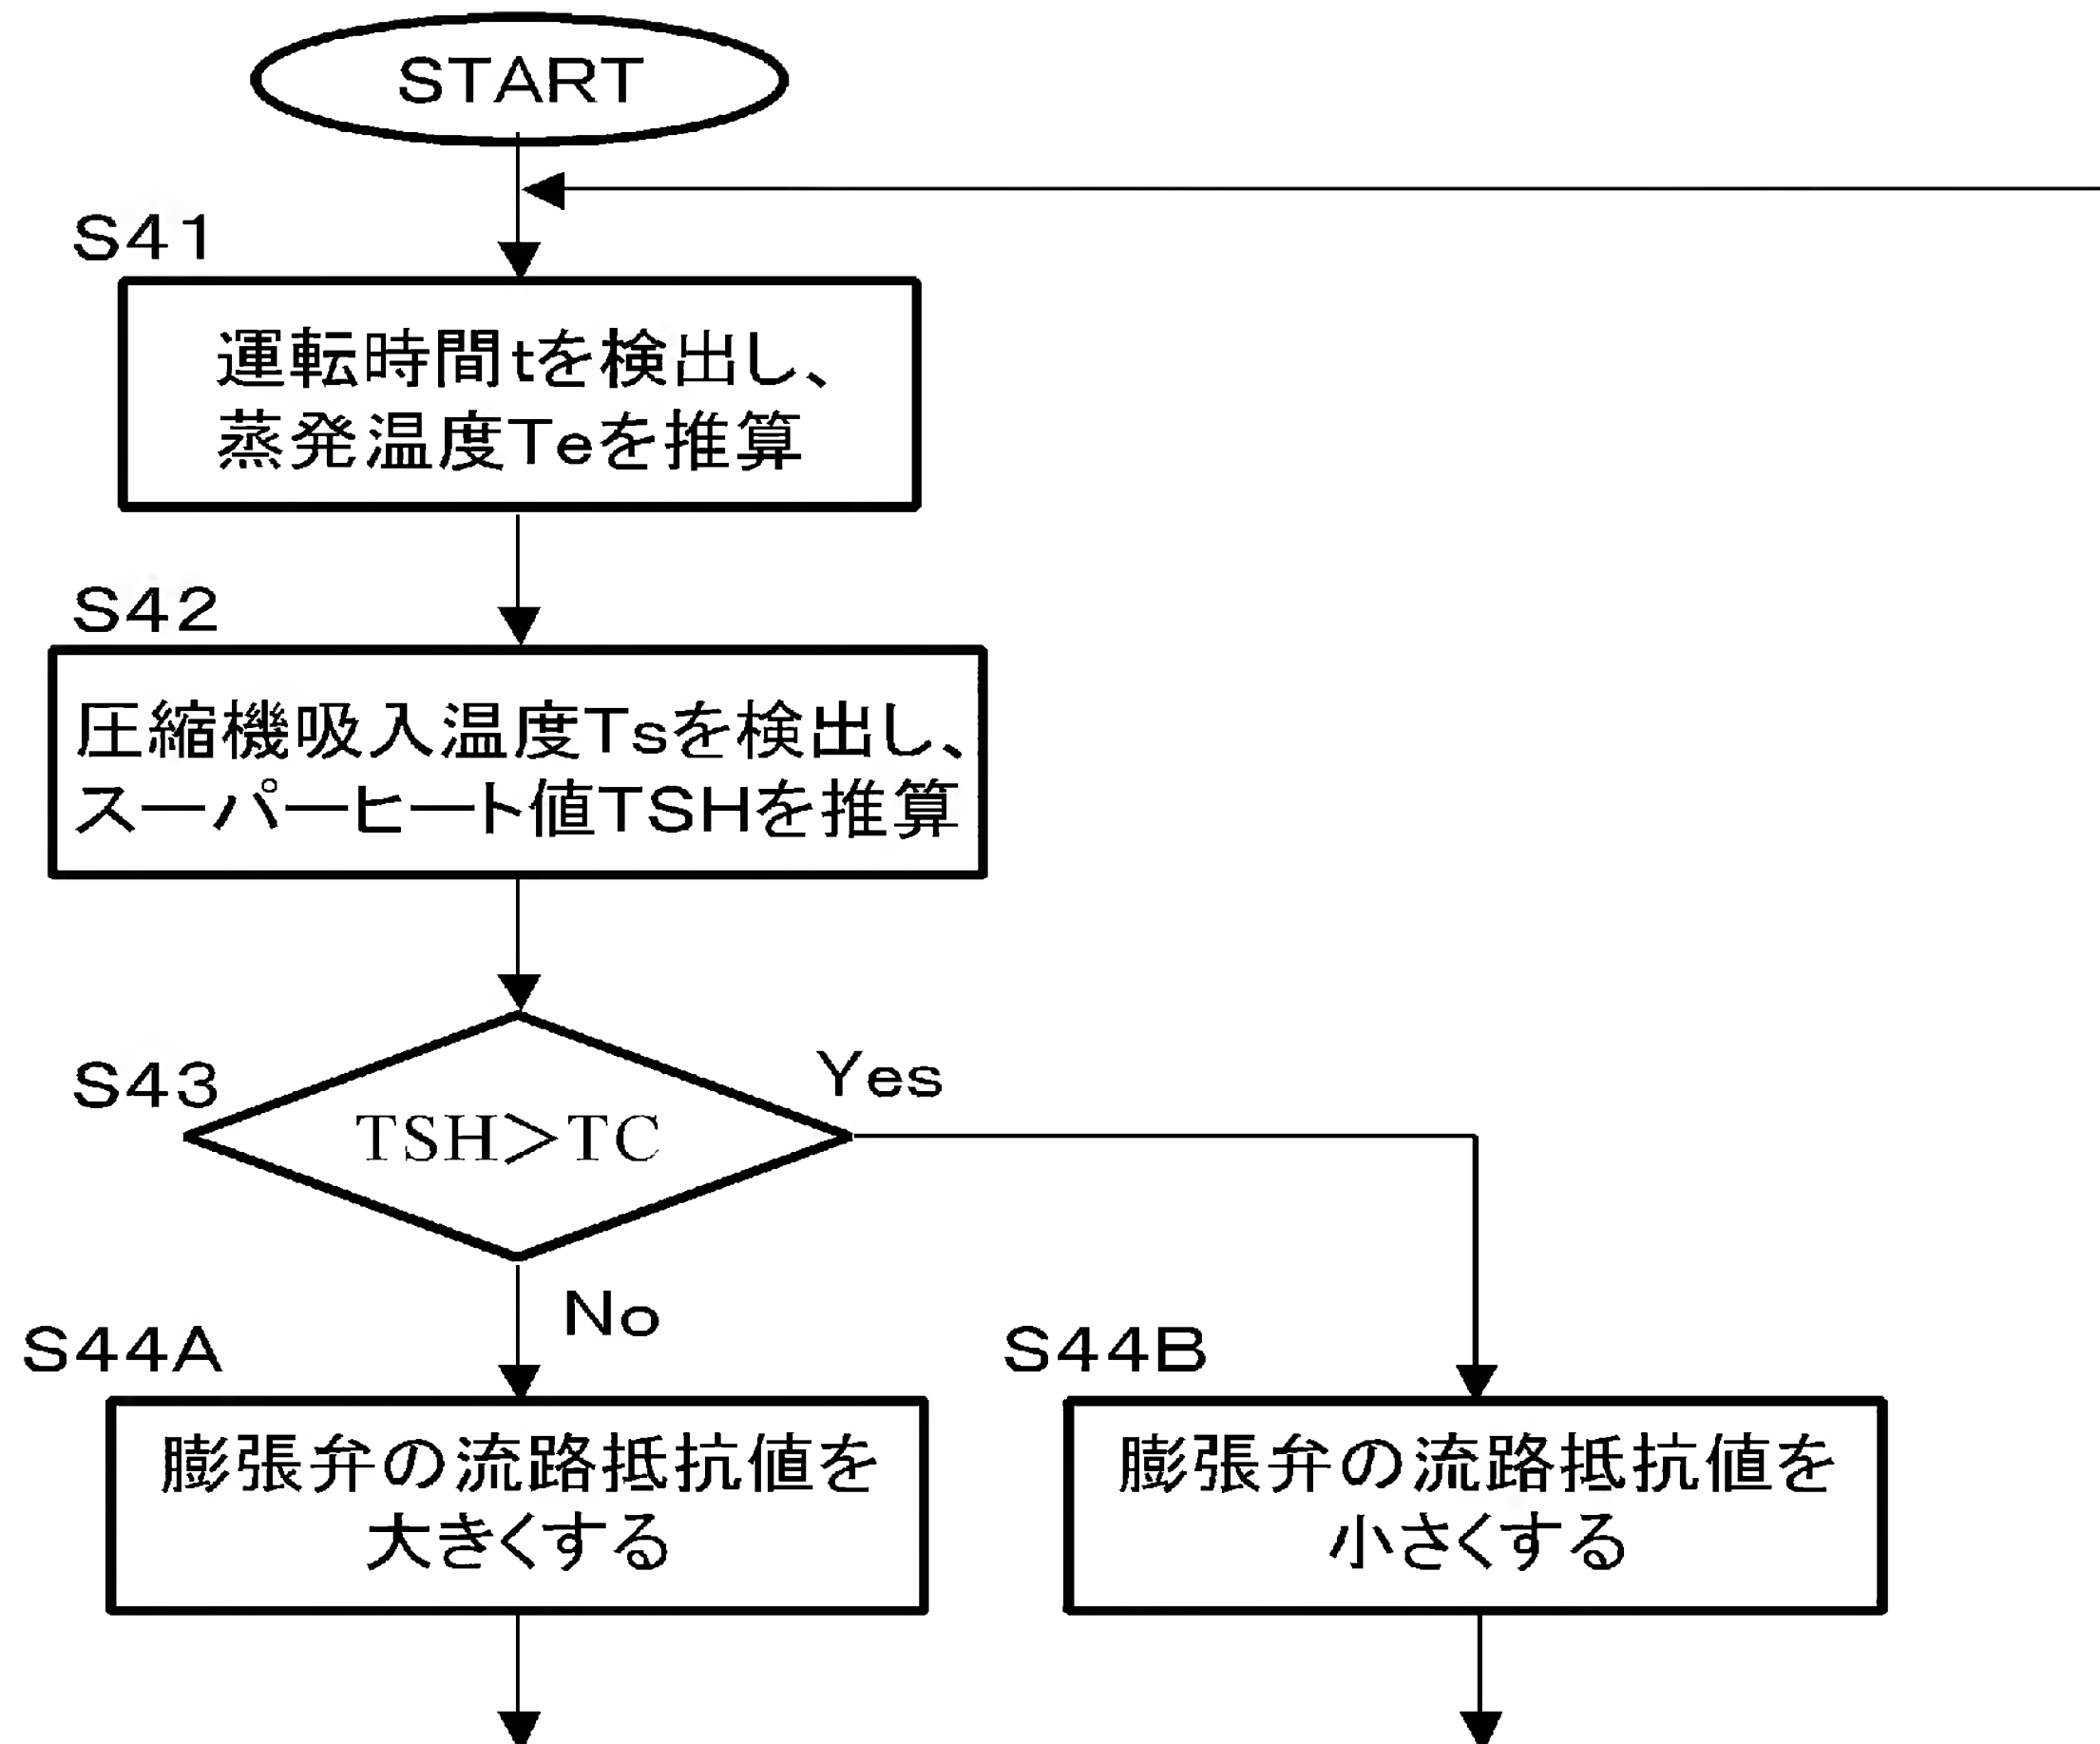 START
S41
運転時間tを検出し、
蒸発温度Teを推算
S42
圧縮機吸入温度Tsを検出し、
スーパーヒート値TSHを推算
S43
TSH＞TC
Yes
No
S44A
膨張弁の流路抵抗値を
大きくする
S44B
膨張弁の流路抵抗値を
小さくする